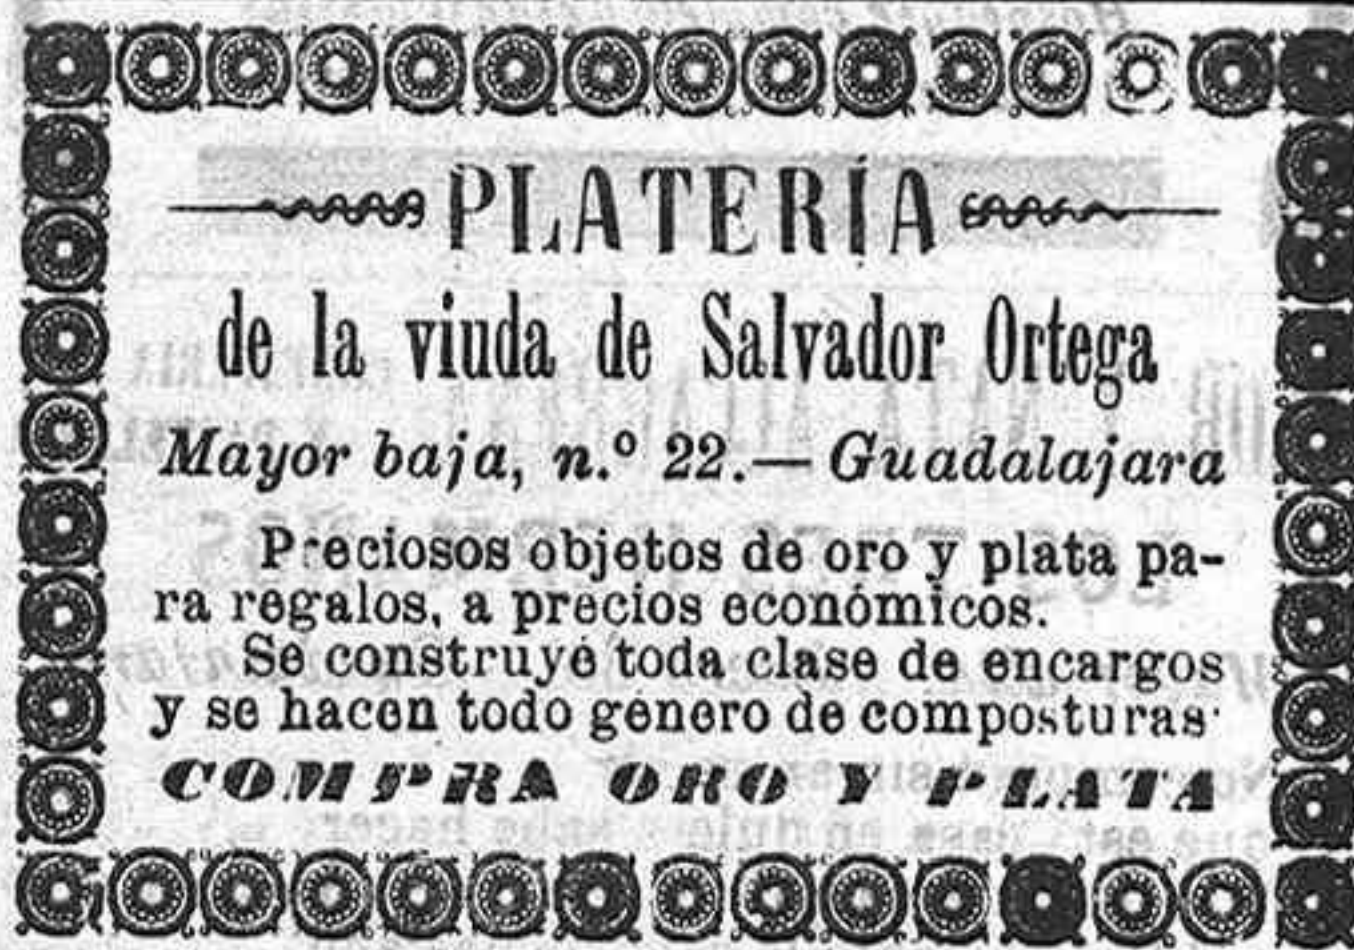 PLATERÍA
de la viuda de Salvador Ortega
Mayor baja, n.º 22.—Guadalajara
Preciosos objetos de oro y plata pa-
ra regalos, a precios económicos.
Se construye toda clase de encargos
y se hacen todo género de composturas.
COMPRA ORO Y PLATA